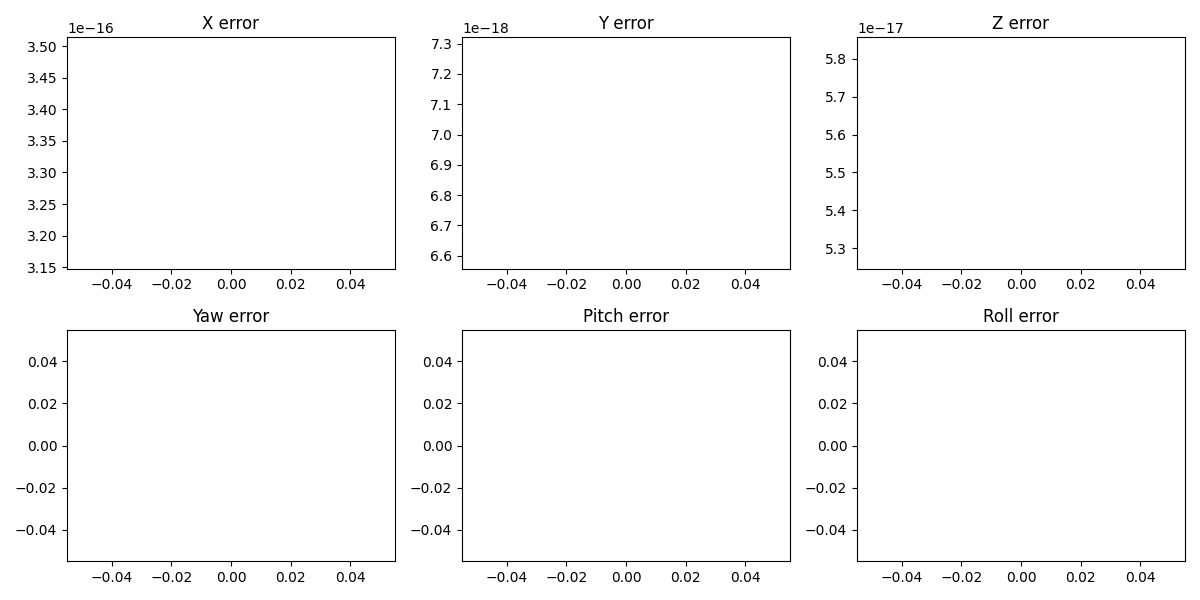 X error
1e−16
3.50
3.45
3.40
3.35
3.30
3.25
3.20
3.15
−0.04 −0.02 0.00 0.02 0.04
Y error
1e−18
7.3
7.2
7.1
7.0
6.9
6.8
6.7
6.6
−0.04 −0.02 0.00 0.02 0.04
Z error
1e−17
5.8
5.7
5.6
5.5
5.4
5.3
−0.04 −0.02 0.00 0.02 0.04
Yaw error
0.04
0.02
0.00
−0.02
−0.04
−0.04 −0.02 0.00 0.02 0.04
Pitch error
0.04
0.02
0.00
−0.02
−0.04
−0.04 −0.02 0.00 0.02 0.04
Roll error
0.04
0.02
0.00
−0.02
−0.04
−0.04 −0.02 0.00 0.02 0.04